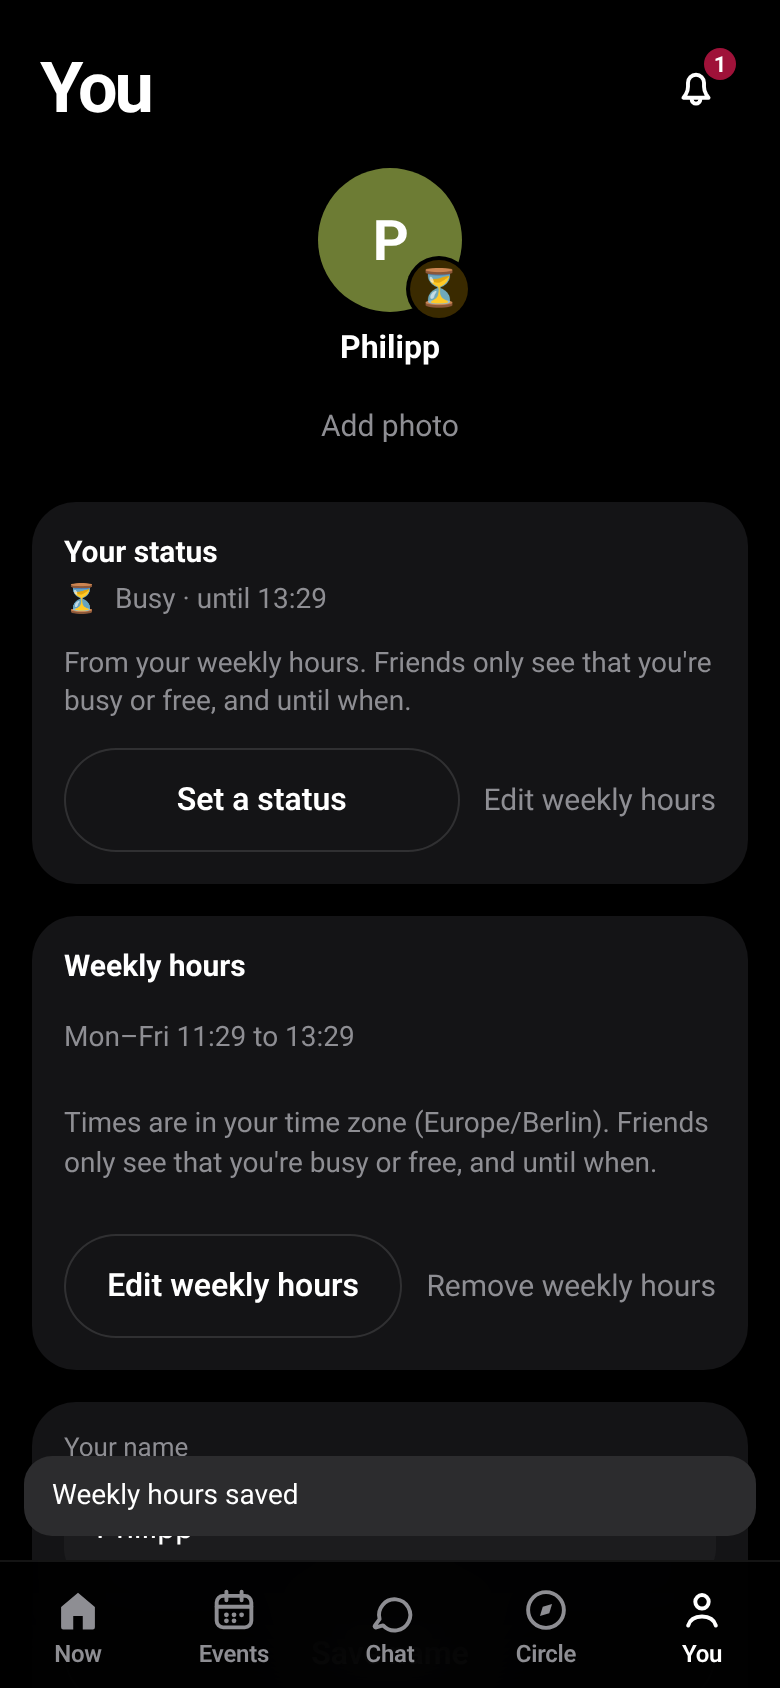 You
1
P
Philipp
Add photo
Your status
Busy · until 13:29
From your weekly hours. Friends only see that you're
busy or free, and until when.
Set a status
Edit weekly hours
Weekly hours
Mon–Fri 11:29 to 13:29
Times are in your time zone (Europe/Berlin). Friends
only see that you're busy or free, and until when.
Edit weekly hours
Remove weekly hours
Your name
Weekly hours saved
Philipp
Now
Events
Chat
Circle
You